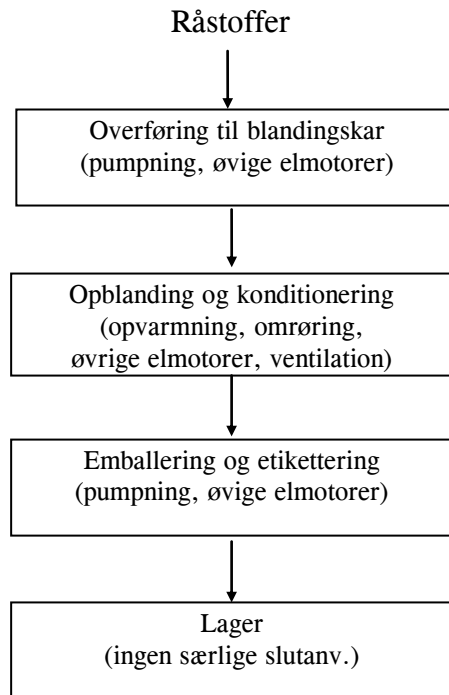 Råstoffer
Overføring til blandingskar
(pumpning, øvige elmotorer)
Opblanding og konditionering
(opvarmning, omrøring,
øvrige elmotorer, ventilation)
Emballering og etikettering
(pumpning, øvige elmotorer)
Lager
(ingen særlige slutanv.)